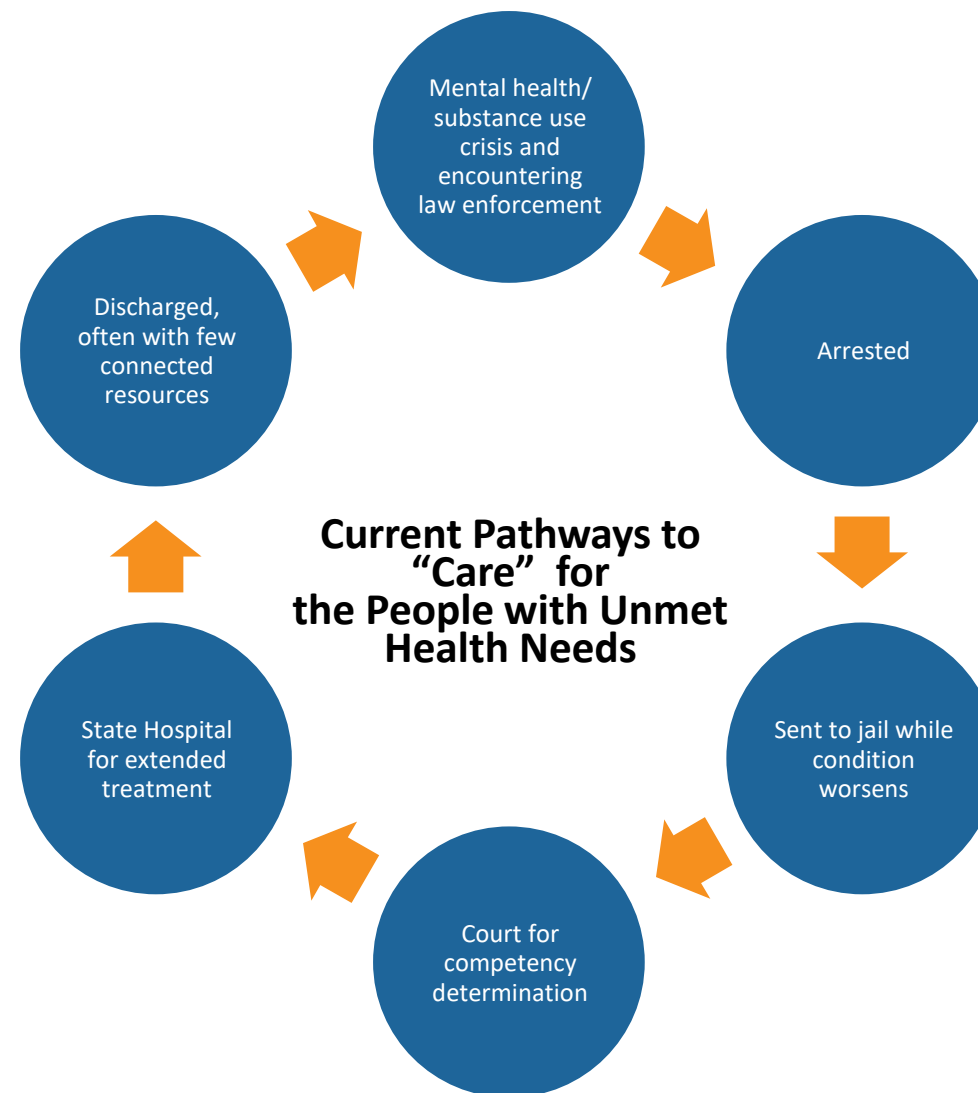 Mental health/
substance use
crisis and
encountering
law enforcement
Arrested
Sent to jail while
condition
worsens
Court for
competency
determination
State Hospital
for extended
treatment
Discharged,
often with few
connected
resources
Current Pathways to
“Care”  for
the People with Unmet
Health Needs